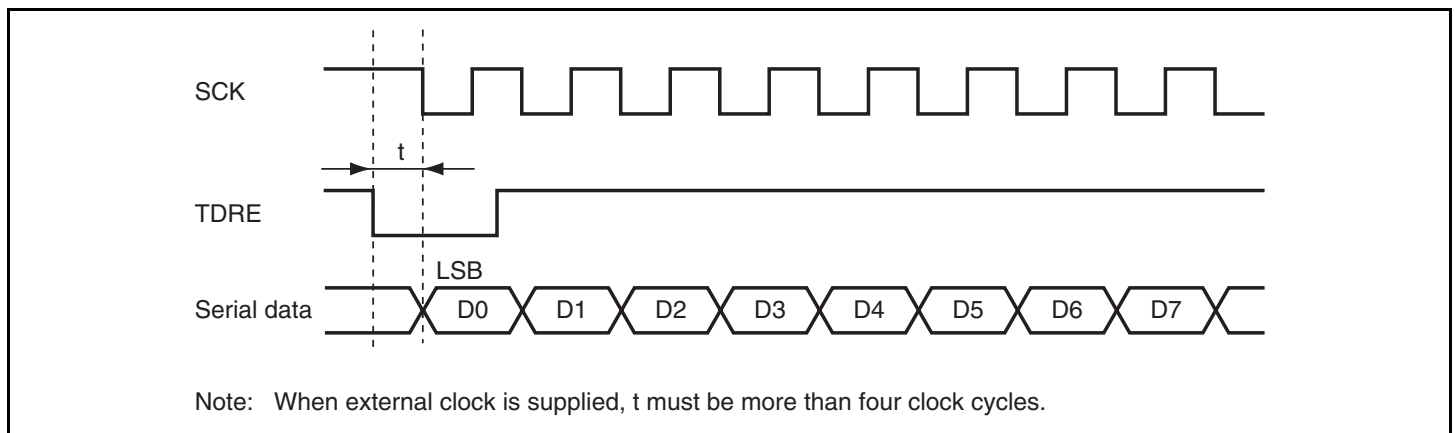 SCK
t
TDRE
LSB
Serial data D0 D1 D2 D3 D4 D5 D6 D7
Note: When external clock is supplied, t must be more than four clock cycles.